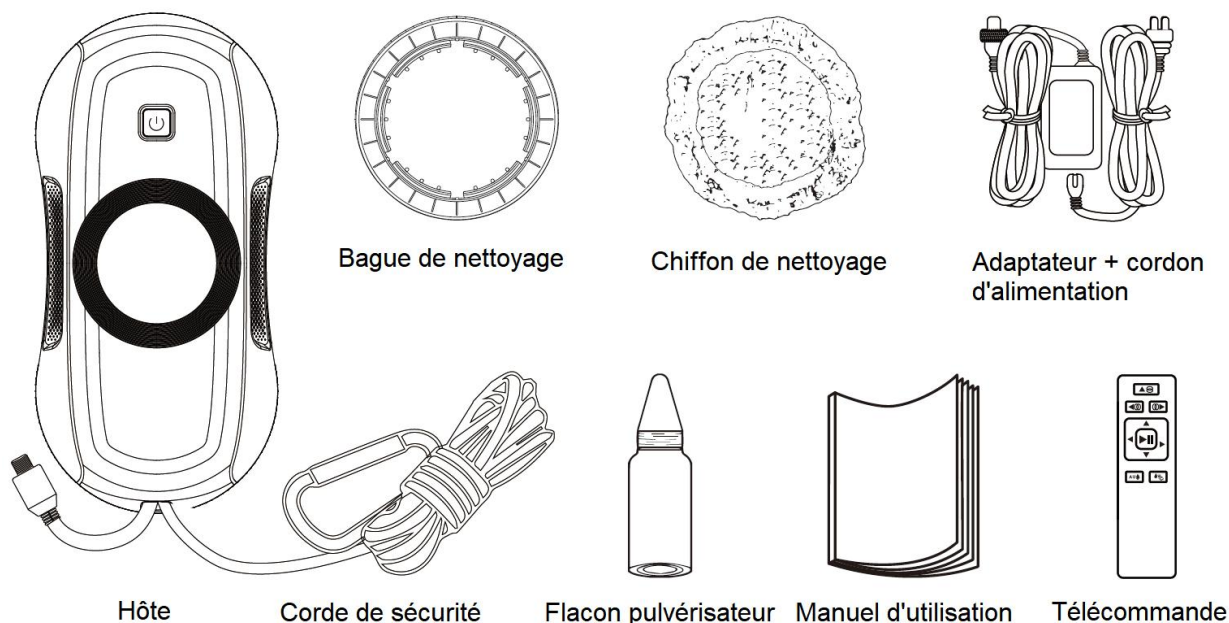 Bague de nettoyage
Chiffon de nettoyage
Adaptateur + cordon
d'alimentation
Hôte
Corde de sécurité
Flacon pulvérisateur
Manuel d'utilisation
Télécommande